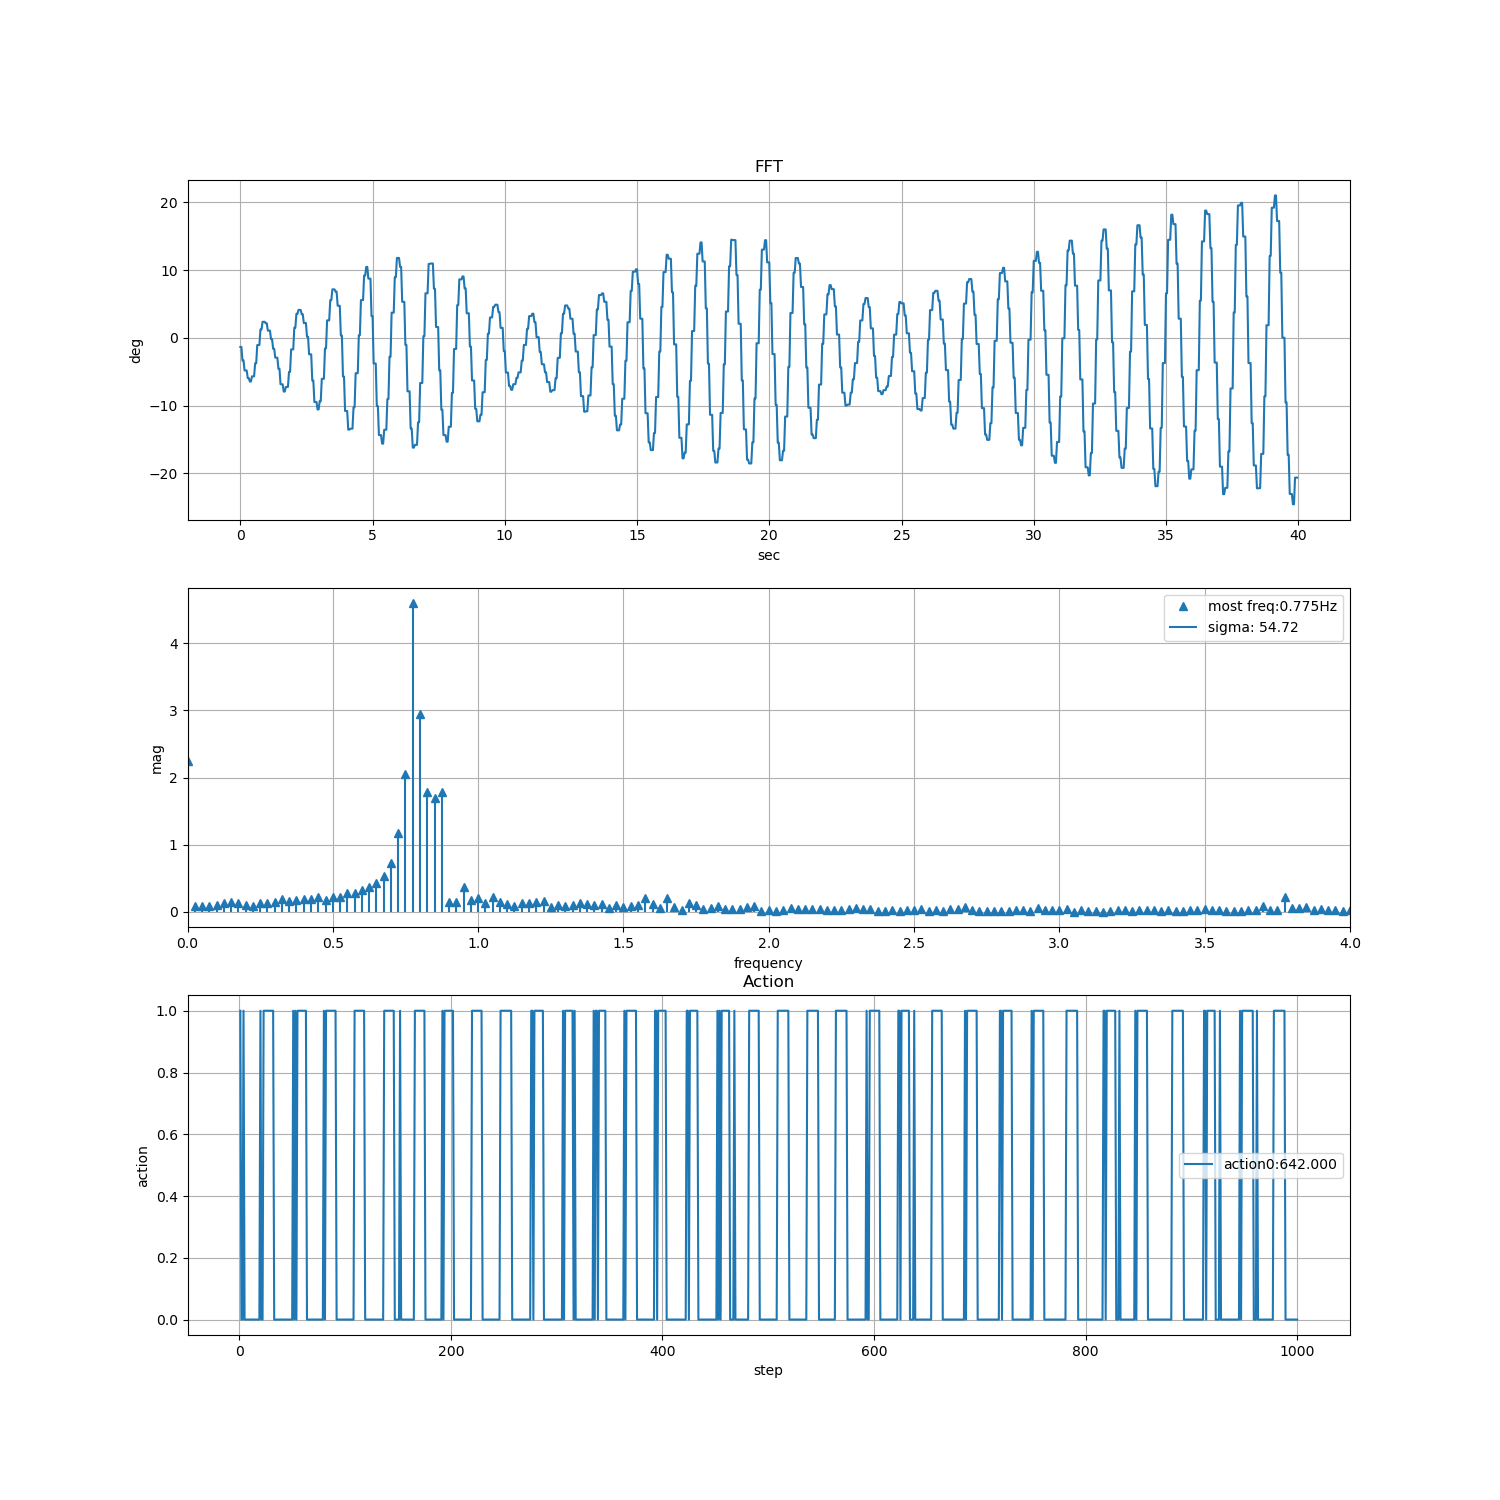 FFT
20
10
0
−10
−20
deg
0 5 10 15 20 25 30 35 40
sec
most freq:0.775Hz
sigma: 54.72
4
3
2
1
0
mag
0.0 0.5 1.0 1.5 2.0 2.5 3.0 3.5 4.0
frequency
Action
1.0
0.8
0.6
0.4
0.2
0.0
action
action0:642.000
0 200 400 600 800 1000
step